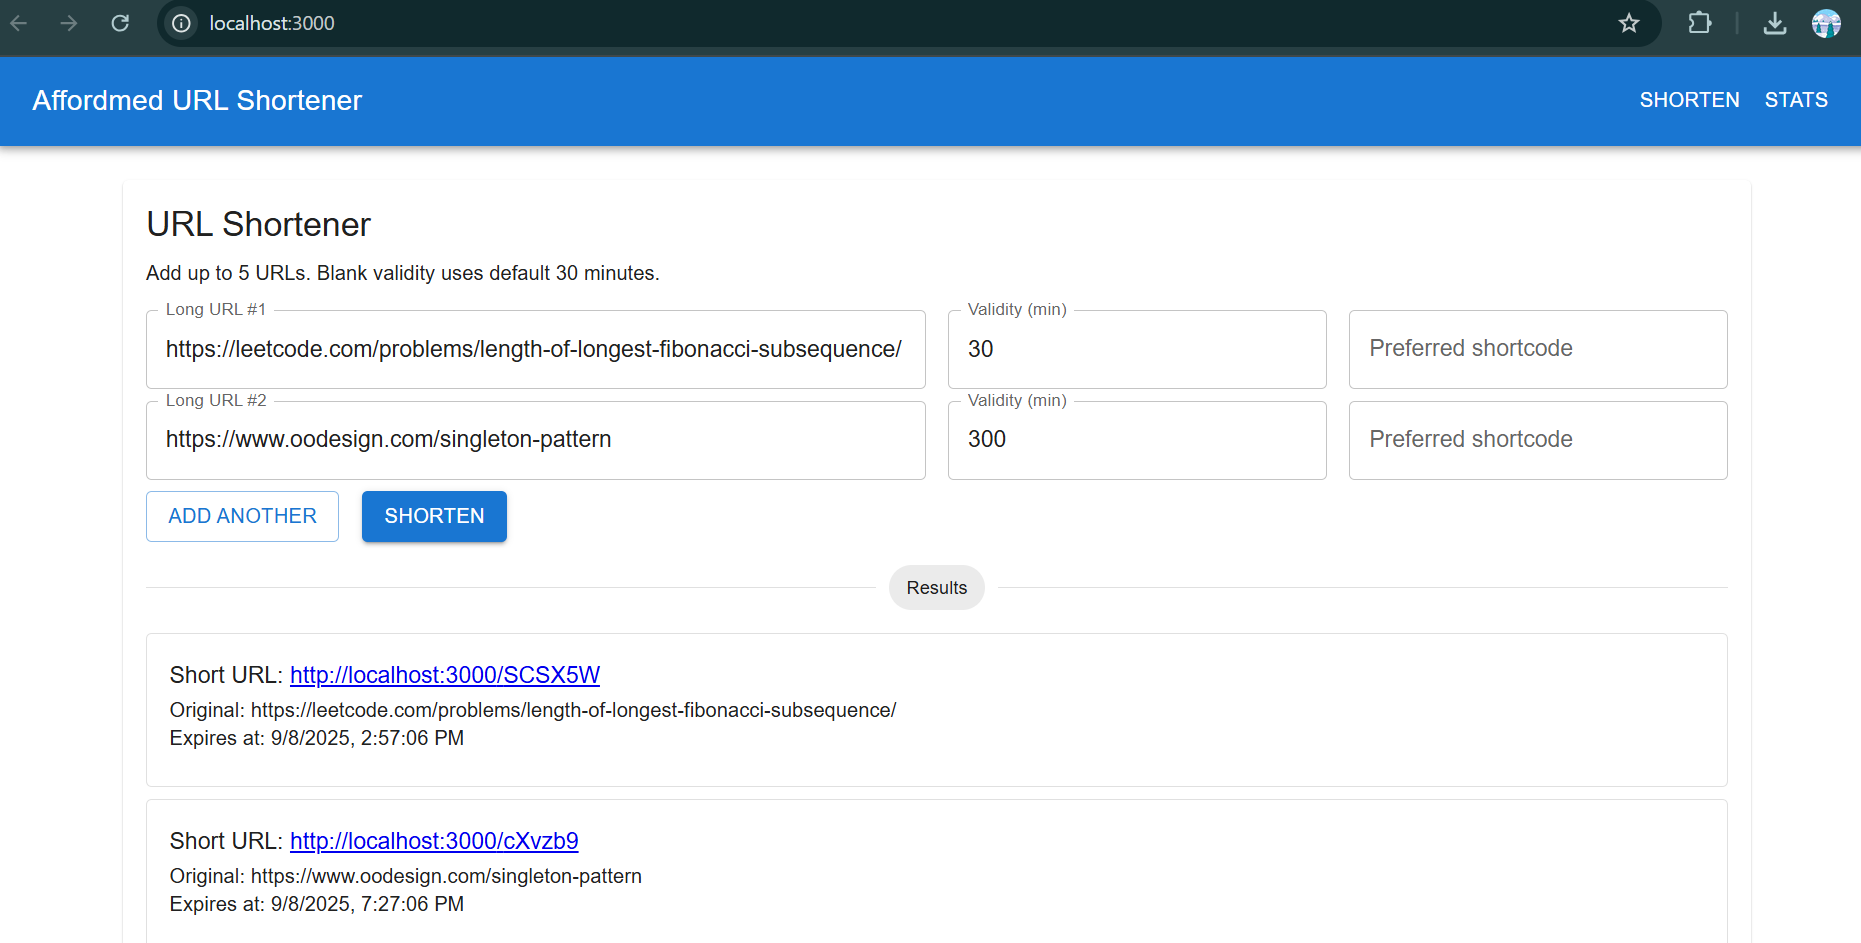 localhost:3000
Affordmed URL Shortener
SHORTEN STATS
URL Shortener
Add up to 5 URLs. Blank validity uses default 30 minutes.
Long URL #1 Validity (min)
https://leetcode.com/problems/length-of-longest-fibonacci-subsequence/ 30 Preferred shortcode
Long URL #2 Validity (min)
https://www.oodesign.com/singleton-pattern 300 Preferred shortcode
ADD ANOTHER SHORTEN
Results
Short URL: http://localhost:3000/SCSX5W
Original: https://leetcode.com/problems/length-of-longest-fibonacci-subsequence/
Expires at: 9/8/2025, 2:57:06 PM
Short URL: http://localhost:3000/cXvzb9
Original: https://www.oodesign.com/singleton-pattern
Expires at: 9/8/2025, 7:27:06 PM